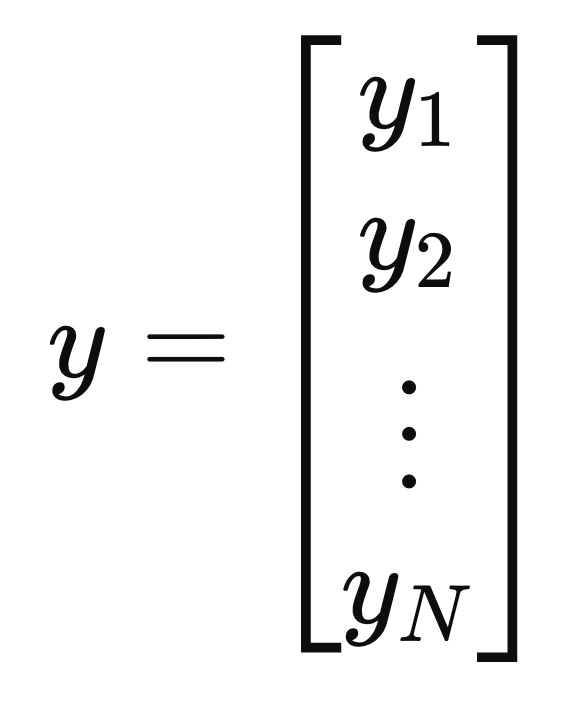 y =
y₁
y₂
⋮
y_N